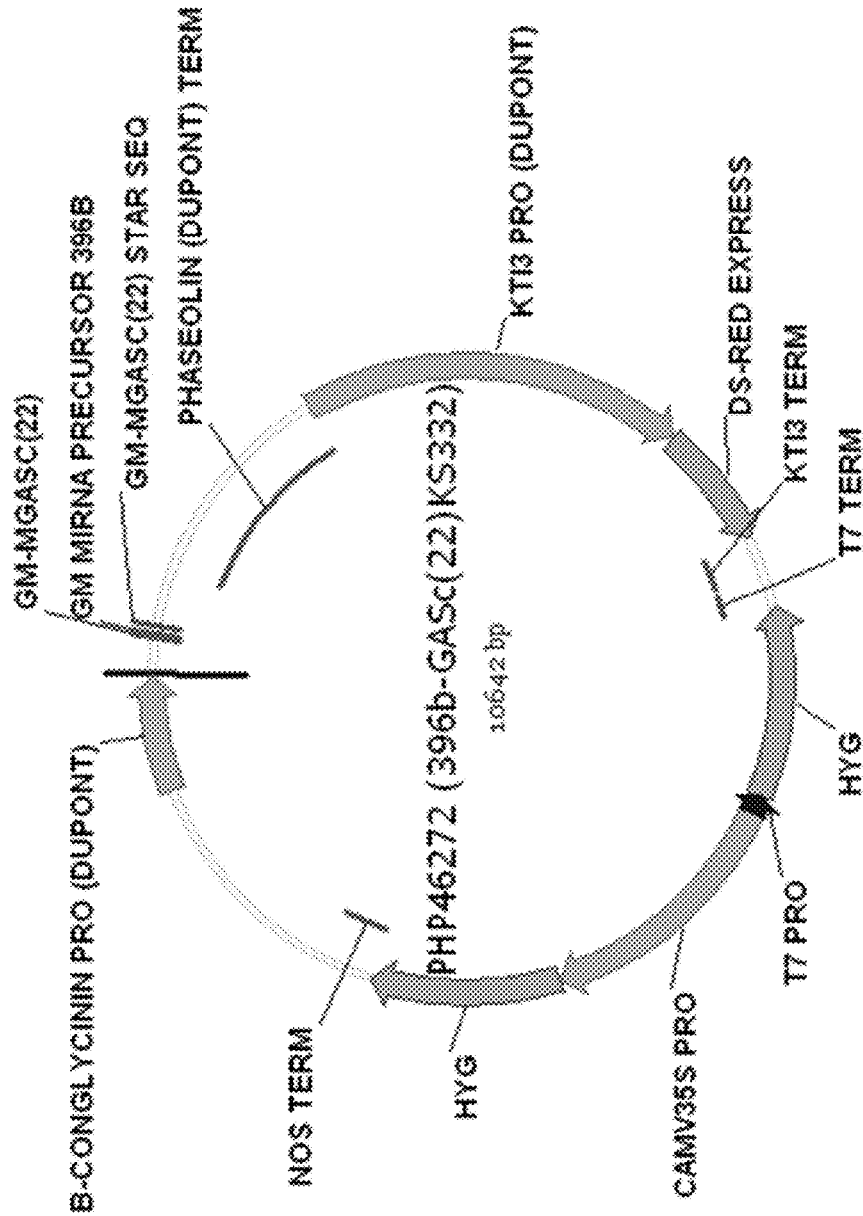 GM-MGASC(22)
GM MIRNA PRECURSOR 396B
GM-MGASC(22) STAR SEQ
PHASEOLIN (DUPONT) TERM
B-CONGLYCININ PRO (DUPONT)
KTI3 PRO (DUPONT)
PHP46272 (396b-GASc(22)KS332)
10642 bp
NOS TERM
DS-RED EXPRESS
KTI3 TERM
T7 TERM
HYG
CAMV35S PRO
T7 PRO
HYG